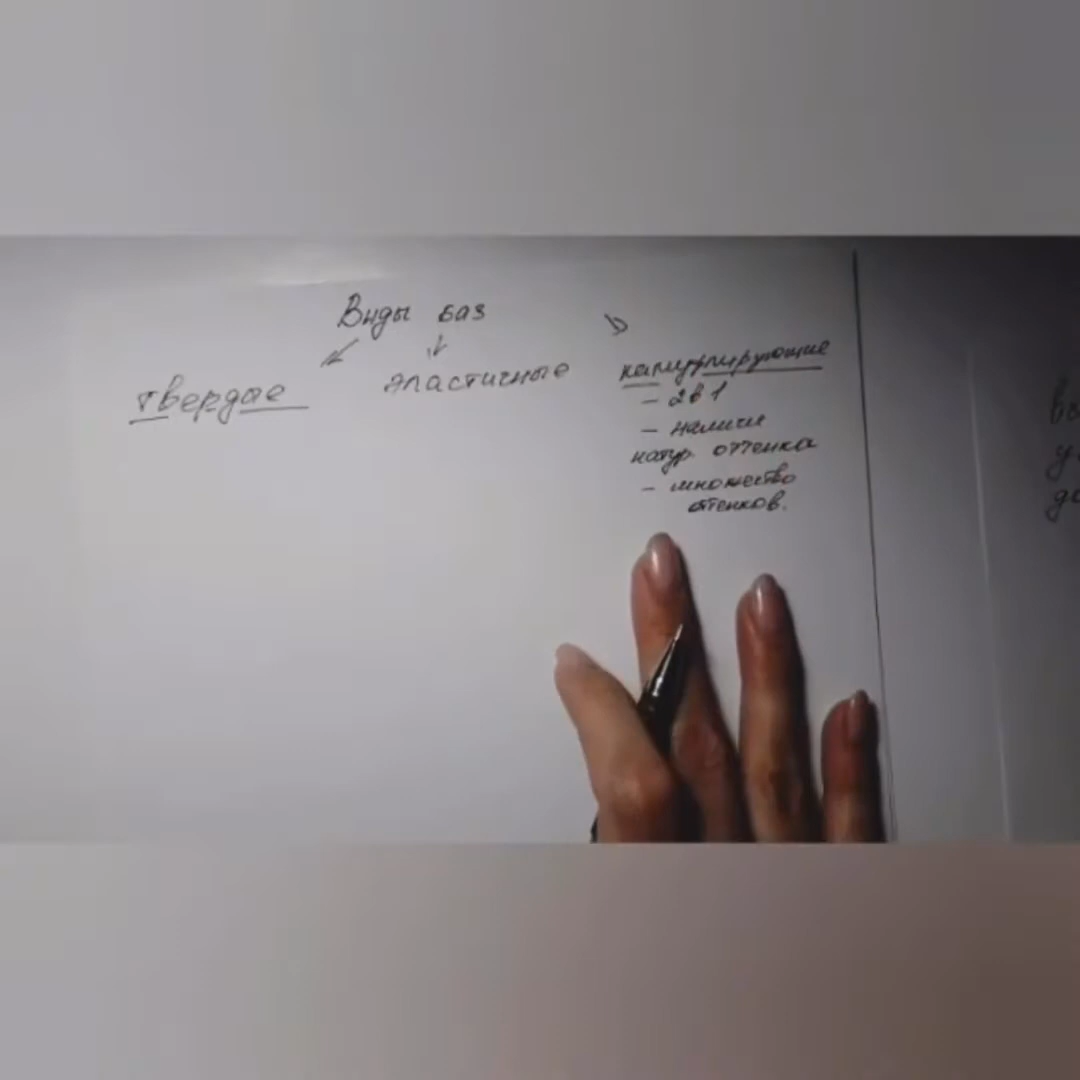 Виды баз
твердые
эластичные
камуфлирующие
- 2в1
- наличие
натур. оттенка
- множество
оттенков.